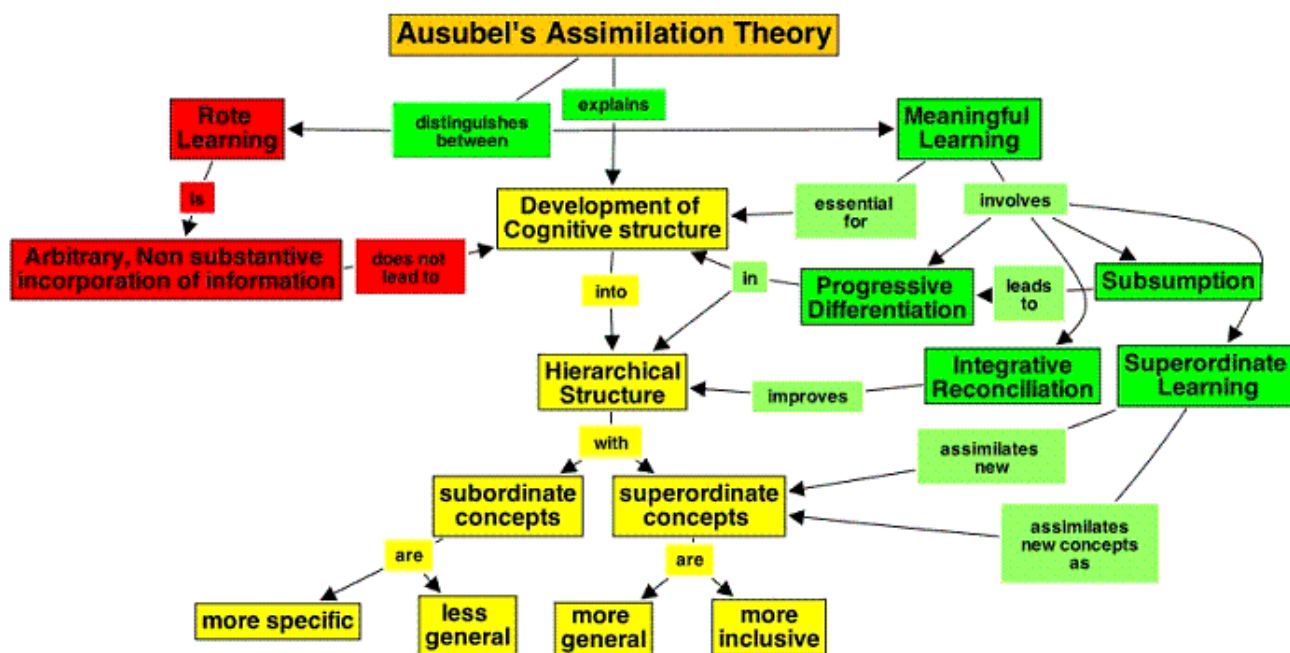 Ausubel's Assimilation Theory
explains
Rote
Learning
distinguishes
between
Meaningful
Learning
is
essential
for
involves
Development of
Cognitive structure
Arbitrary, Non substantive
incorporation of information
does not
lead to
into
in
Progressive
Differentiation
leads
to
Subsumption
Hierarchical
Structure
improves
Integrative
Reconciliation
Superordinate
Learning
with
assimilates
new
subordinate
concepts
superordinate
concepts
assimilates
new concepts
as
are
are
more specific
less
general
more
general
more
inclusive